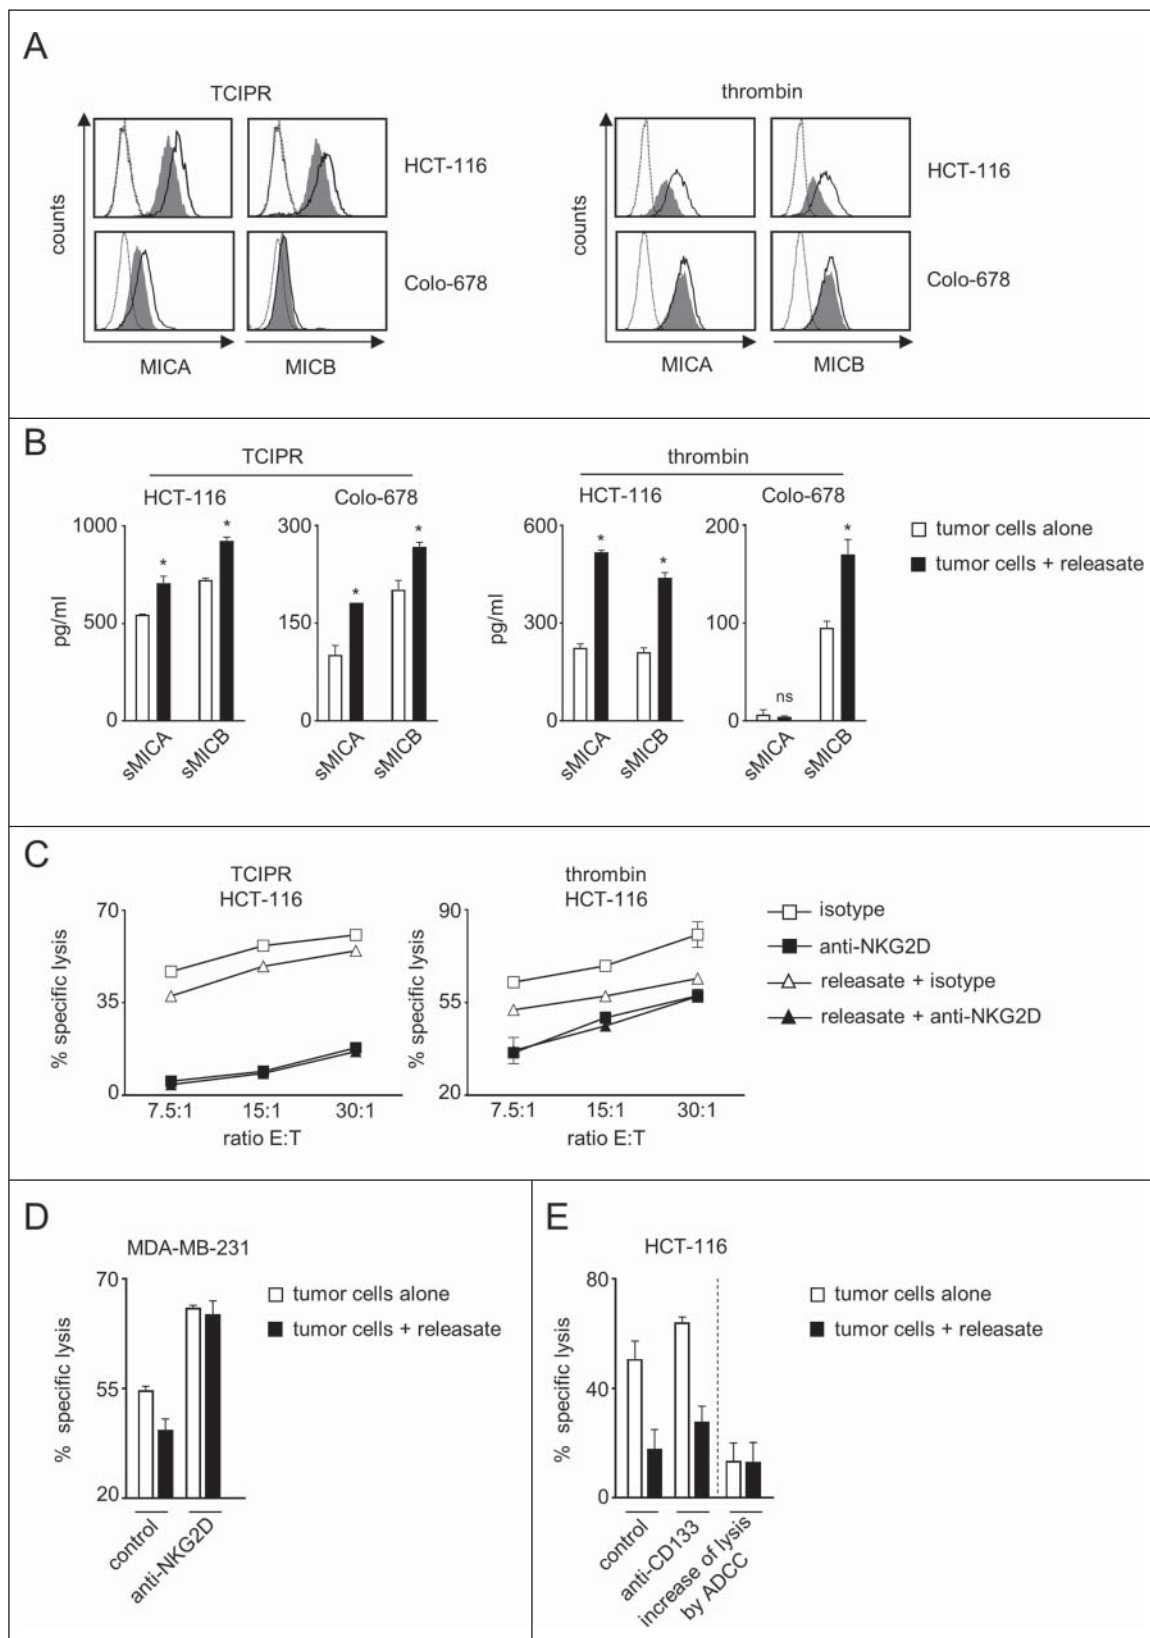 A
TCIPR
thrombin
counts
HCT-116
Colo-678
MICA
MICB
counts
HCT-116
Colo-678
MICA
MICB
B
TCIPR
thrombin
HCT-116
Colo-678
HCT-116
Colo-678
pg/ml
1000
500
0
* *
sMICA
sMICB
300
150
0
* *
sMICA
sMICB
pg/ml
600
300
0
* *
sMICA
sMICB
200
100
0
ns *
sMICA
sMICB
tumor cells alone
tumor cells + releasate
C
TCIPR
HCT-116
% specific lysis
70
35
0
7.5:1 15:1 30:1
ratio E:T
thrombin
HCT-116
% specific lysis
90
55
20
7.5:1 15:1 30:1
ratio E:T
isotype
anti-NKG2D
releasate + isotype
releasate + anti-NKG2D
D
MDA-MB-231
% specific lysis
70
55
20
control
anti-NKG2D
tumor cells alone
tumor cells + releasate
E
HCT-116
% specific lysis
80
40
0
control
anti-CD133
increase of lysis
by ADCC
tumor cells alone
tumor cells + releasate